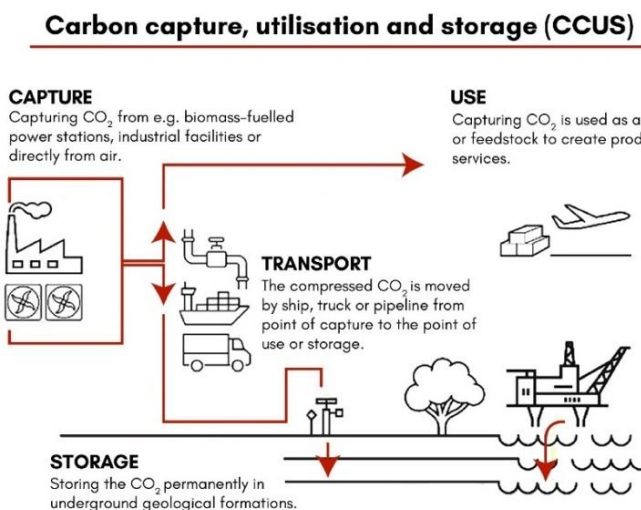 Carbon capture, utilisation and storage (CCUS)
CAPTURE
Capturing CO₂ from e.g. biomass-fuelled
power stations, industrial facilities or
directly from air.
USE
Capturing CO₂ is used as a
or feedstock to create prod
services.
TRANSPORT
The compressed CO₂ is moved
by ship, truck or pipeline from
point of capture to the point of
use or storage.
STORAGE
Storing the CO₂ permanently in
underground geological formations.